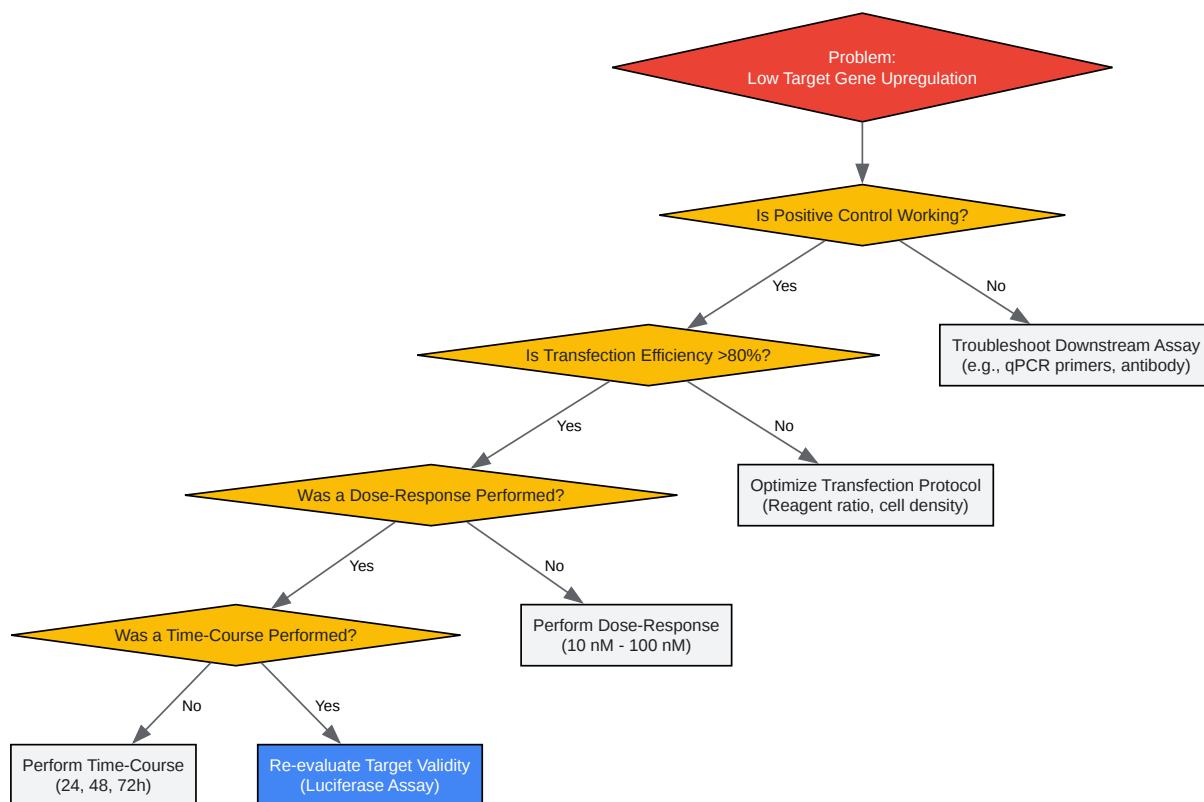 Problem:
Low Target Gene Upregulation
Is Positive Control Working?
Yes
No
Is Transfection Efficiency >80%?
Troubleshoot Downstream Assay
(e.g., qPCR primers, antibody)
Yes
No
Was a Dose-Response Performed?
Optimize Transfection Protocol
(Reagent ratio, cell density)
Yes
No
Was a Time-Course Performed?
Perform Dose-Response
(10 nM - 100 nM)
No
Yes
Perform Time-Course
(24, 48, 72h)
Re-evaluate Target Validity
(Luciferase Assay)